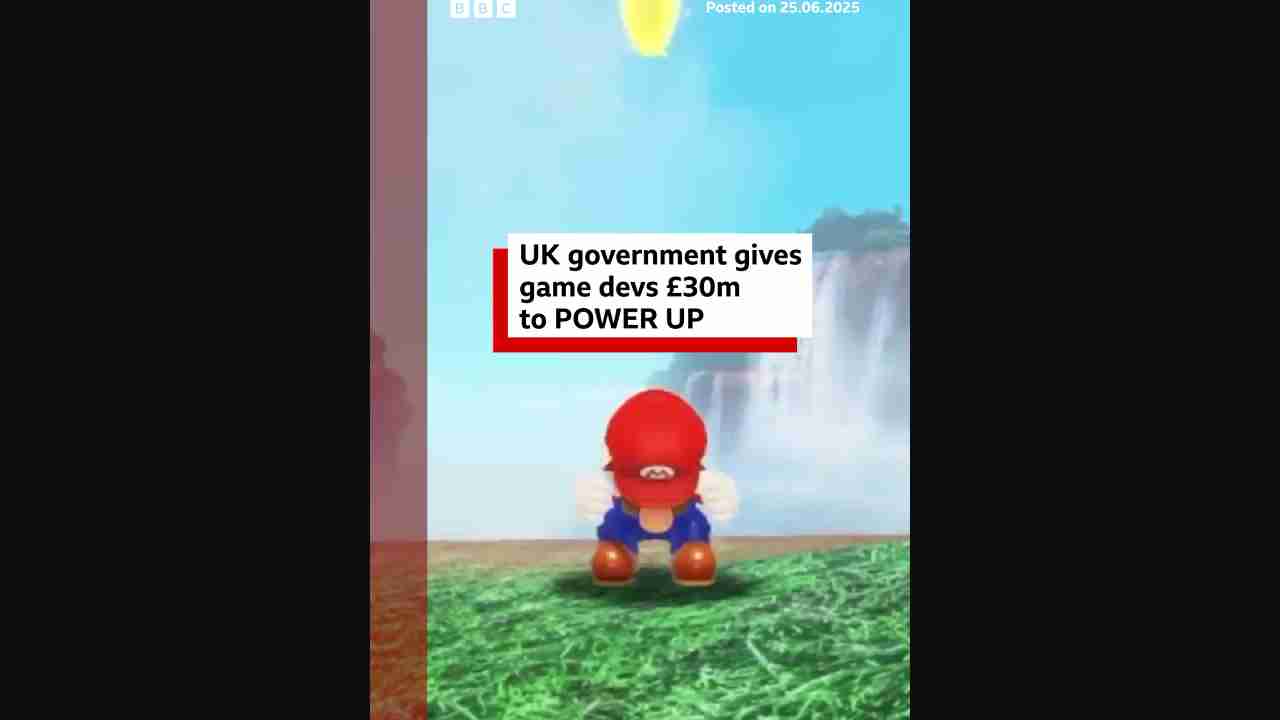 BBC
Posted on 25.06.2025
UK government gives
game devs £30m
to POWER UP
M